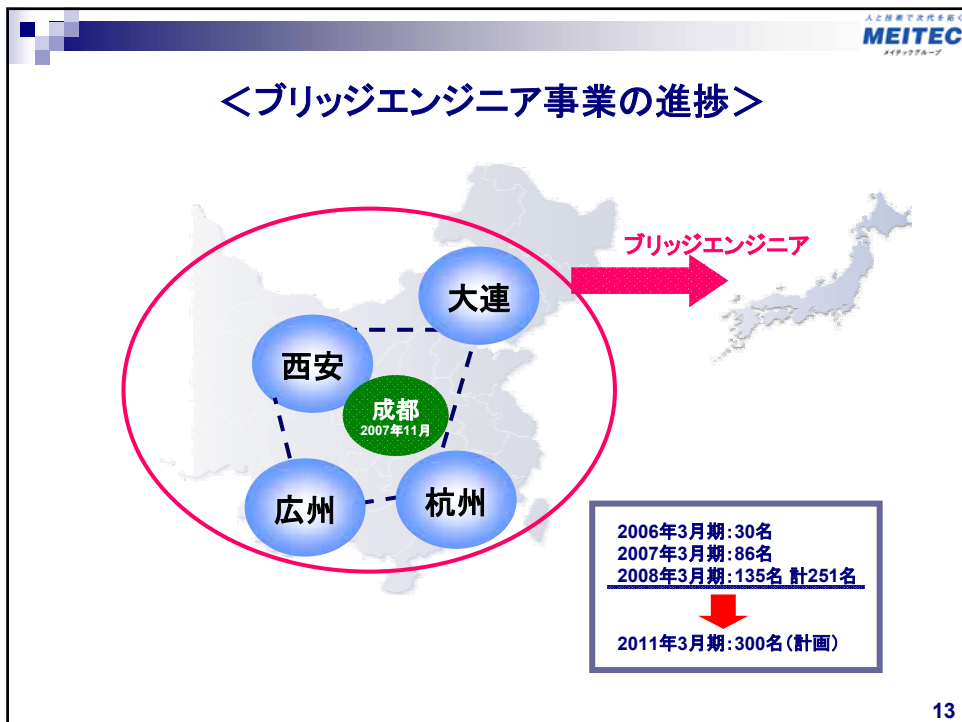 人と技術で次代を拓く
MEITEC
メイテックグループ
＜ブリッジエンジニア事業の進捗＞
ブリッジエンジニア
大連
西安
成都
2007年11月
広州
杭州
2006年3月期：30名
2007年3月期：86名
2008年3月期：135名 計251名
2011年3月期：300名（計画）
13